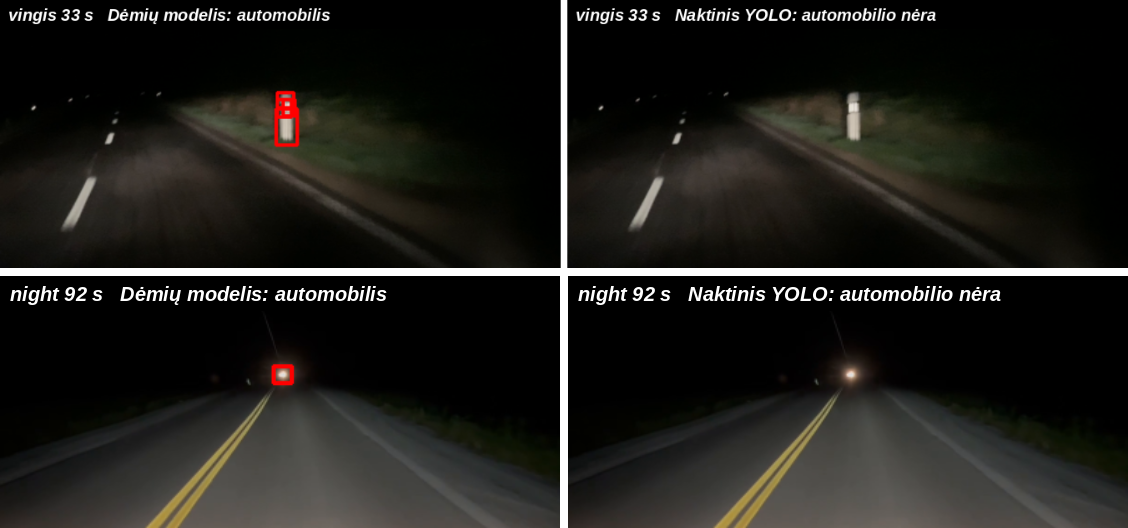 vingis 33 s   Dėmių modelis: automobilis
vingis 33 s   Naktinis YOLO: automobilio nėra
night 92 s   Dėmių modelis: automobilis
night 92 s   Naktinis YOLO: automobilio nėra